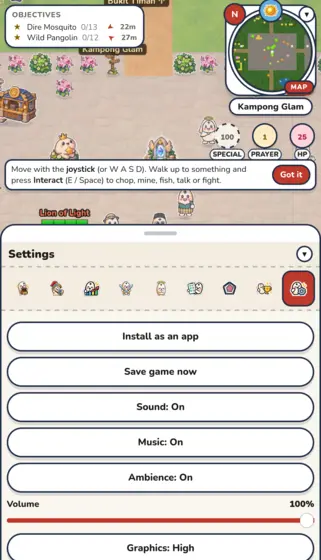 Bukit Timah
OBJECTIVES
★ Dire Mosquito 0/13 22m
★ Wild Pangolin 0/12 27m
Kampong Glam
N
MAP
Kampong Glam
100
1
25
SPECIAL
PRAYER
HP
Move with the joystick (or W A S D). Walk up to something and
press Interact (E / Space) to chop, mine, fish, talk or fight.
Got it
Lion of Light
Settings
Install as an app
Save game now
Sound: On
Music: On
Ambience: On
Volume
100%
Graphics: High